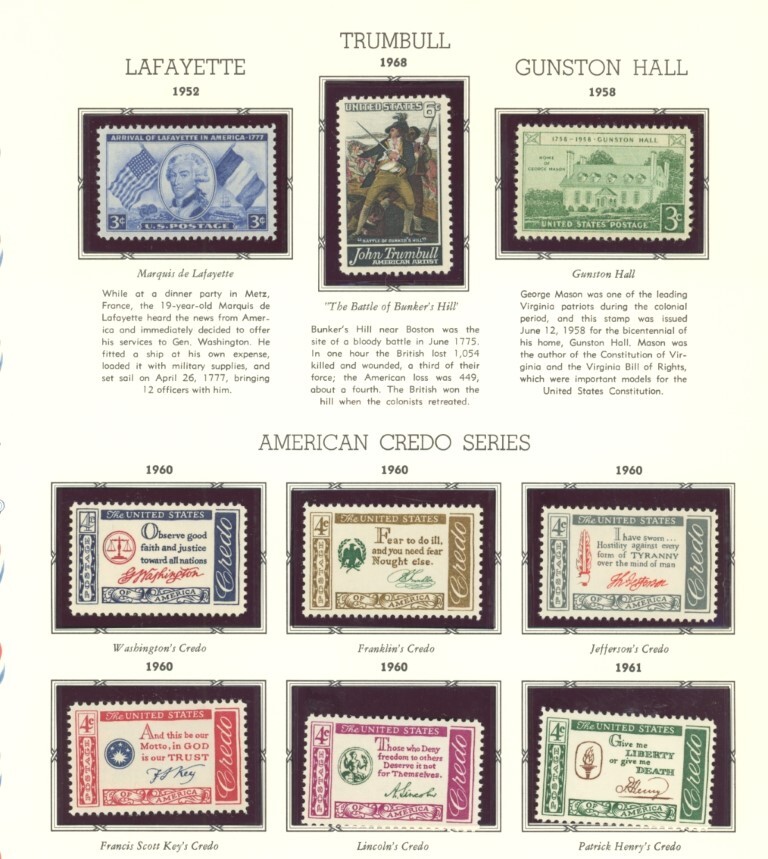 LAFAYETTE
1952
ARRIVAL OF LAFAYETTE IN AMERICA-1777
3¢ 3¢
U.S. POSTAGE
Marquis de Lafayette
While at a dinner party in Metz,
France, the 19-year-old Marquis de
Lafayette heard the news from Amer-
ica and immediately decided to offer
his services to Gen. Washington. He
fitted a ship at his own expense,
loaded it with military supplies, and
set sail on April 26, 1777, bringing
12 officers with him.
TRUMBULL
1968
UNITED STATES 6¢
"BATTLE OF BUNKER'S HILL"
John Trumbull
AMERICAN ARTIST
"The Battle of Bunker's Hill'
Bunker's Hill near Boston was the
site of a bloody battle in June 1775.
In one hour the British lost 1,054
killed and wounded, a third of their
force; the American loss was 449,
about a fourth. The British won the
hill when the colonists retreated.
GUNSTON HALL
1958
1758-1958-GUNSTON HALL
HOME
OF
GEORGE MASON
UNITED STATES POSTAGE 3¢
Gunston Hall
George Mason was one of the leading
Virginia patriots during the colonial
period, and this stamp was issued
June 12, 1958 for the bicentennial of
his home, Gunston Hall. Mason was
the author of the Constitution of Vir-
ginia and the Virginia Bill of Rights,
which were important models for the
United States Constitution.
AMERICAN CREDO SERIES
1960
4¢ The UNITED STATES
POSTAGE
Observe good
faith and justice
toward all nations
G Washington
OF AMERICA
Credo
Washington's Credo
1960
4¢ The UNITED STATES
POSTAGE
Fear to do ill,
and you need fear
Nought else.
B Franklin
OF AMERICA
Credo
Franklin's Credo
1960
4¢ The UNITED STATES
POSTAGE
I have sworn...
Hostility against every
form of TYRANNY
over the mind of man
Th Jefferson
OF AMERICA
Credo
Jefferson's Credo
1960
4¢ The UNITED STATES
POSTAGE
And this be our
Motto, in GOD
is our TRUST
F S Key
OF AMERICA
Credo
Francis Scott Key's Credo
1960
4¢ The UNITED STATES
POSTAGE
Those who Deny
freedom to others
Deserve it not
for Themselves.
A. Lincoln
OF AMERICA
Credo
Lincoln's Credo
1961
4¢ The UNITED STATES
POSTAGE
Give me
LIBERTY
or give me
DEATH
P. Henry
OF AMERICA
Credo
Patrick Henry's Credo